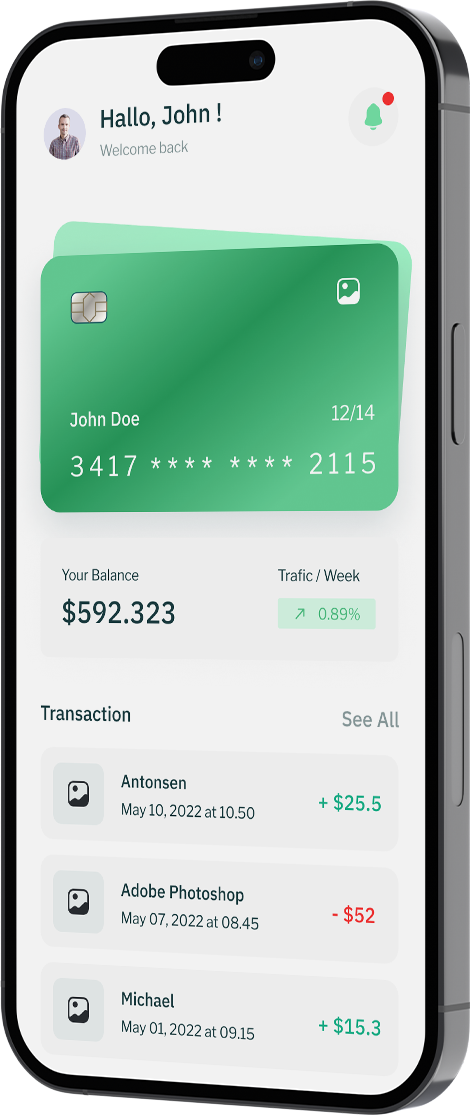 Hallo, John !
Welcome back
John Doe
12/14
3417 **** **** 2115
Your Balance
Trafic / Week
$592.323
0.89%
Transaction
See All
Antonsen
May 10, 2022 at 10.50
+ $25.5
Adobe Photoshop
May 07, 2022 at 08.45
- $52
Michael
May 01, 2022 at 09.15
+ $15.3